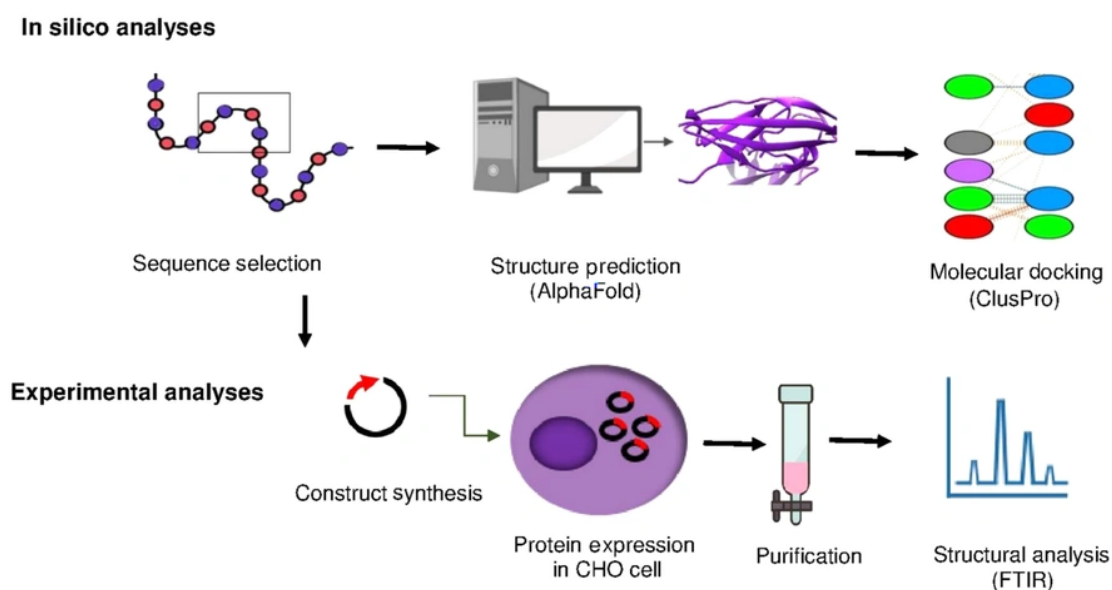 In silico analyses
Sequence selection
Structure prediction
(AlphaFold)
Molecular docking
(ClusPro)
Experimental analyses
Construct synthesis
Protein expression
in CHO cell
Purification
Structural analysis
(FTIR)